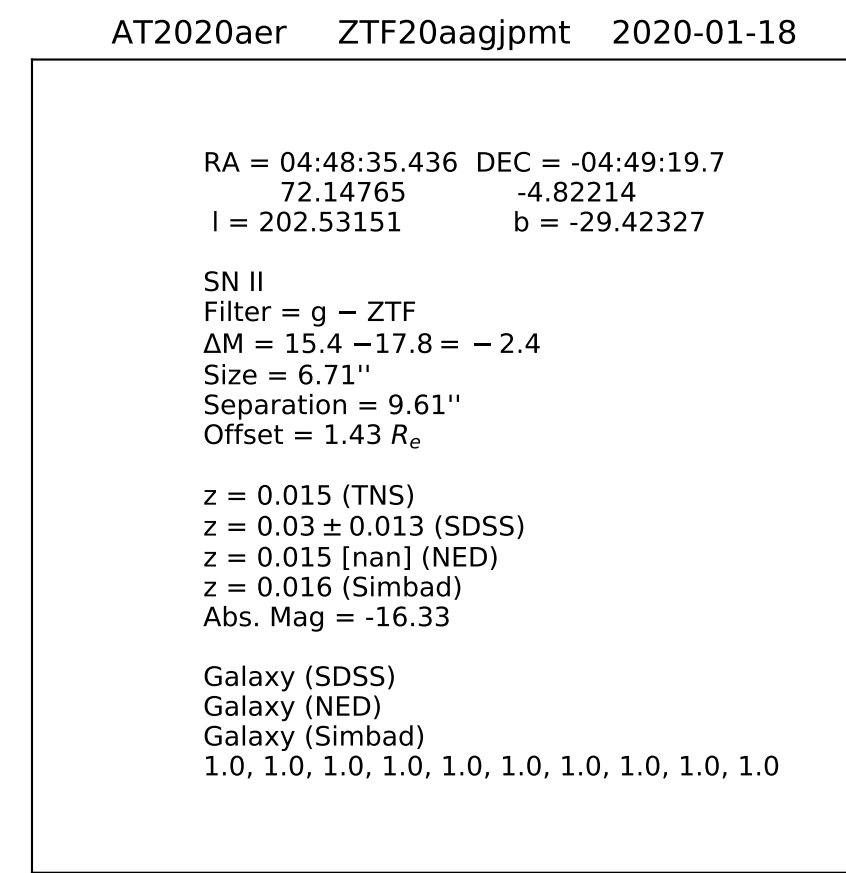 AT2020aer ZTF20aagjpmt 2020-01-18
RA = 04:48:35.436 DEC = -04:49:19.7
72.14765 -4.82214
l = 202.53151 b = -29.42327
SN II
Filter = g − ZTF
ΔM = 15.4 −17.8 = − 2.4
Size = 6.71''
Separation = 9.61''
Offset = 1.43 Re
z = 0.015 (TNS)
z = 0.03 ± 0.013 (SDSS)
z = 0.015 [nan] (NED)
z = 0.016 (Simbad)
Abs. Mag = -16.33
Galaxy (SDSS)
Galaxy (NED)
Galaxy (Simbad)
1.0, 1.0, 1.0, 1.0, 1.0, 1.0, 1.0, 1.0, 1.0, 1.0